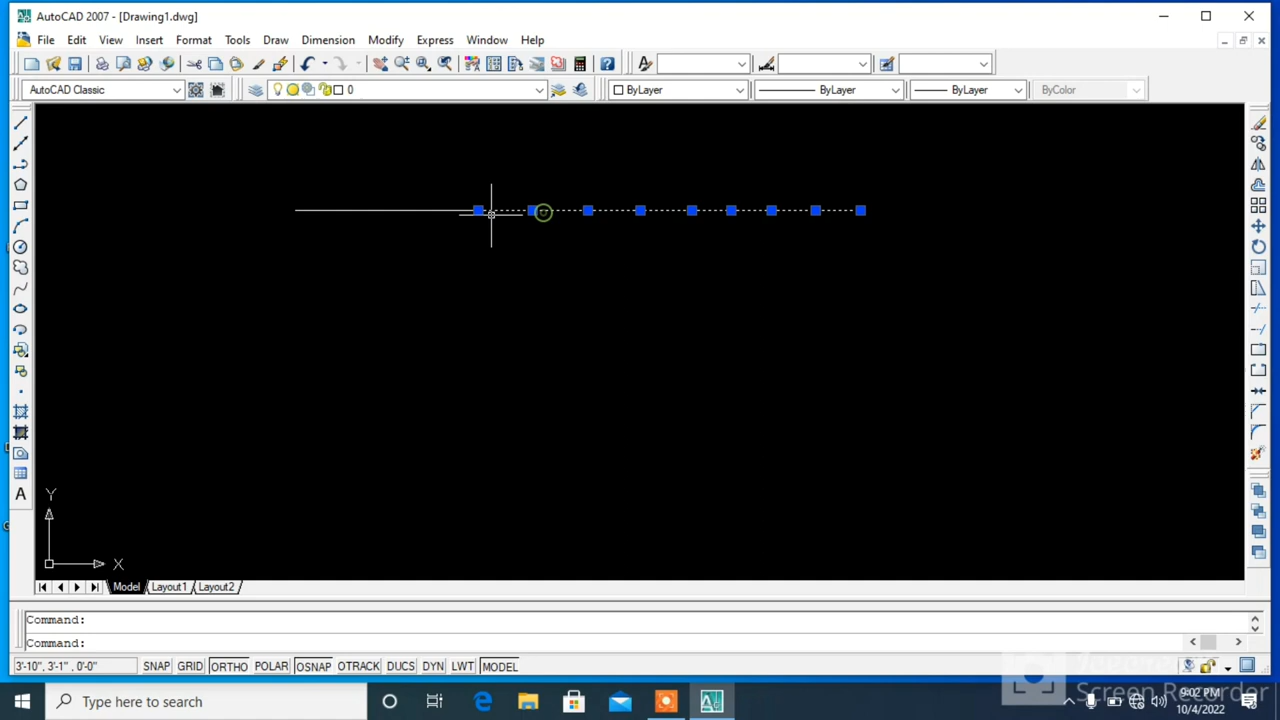 AutoCAD 2007 - [Drawing1.dwg]
File Edit View Insert Format Tools Draw Dimension Modify Express Window Help
AutoCAD Classic 0 ByLayer ByLayer ByLayer ByColor
Y
X
Model Layout1 Layout2
Command:
Command:
3'-10", 3'-1" , 0'-0" SNAP GRID ORTHO POLAR OSNAP OTRACK DUCS DYN LWT MODEL
Screen Recorder
Type here to search
9:02 PM
10/4/2022